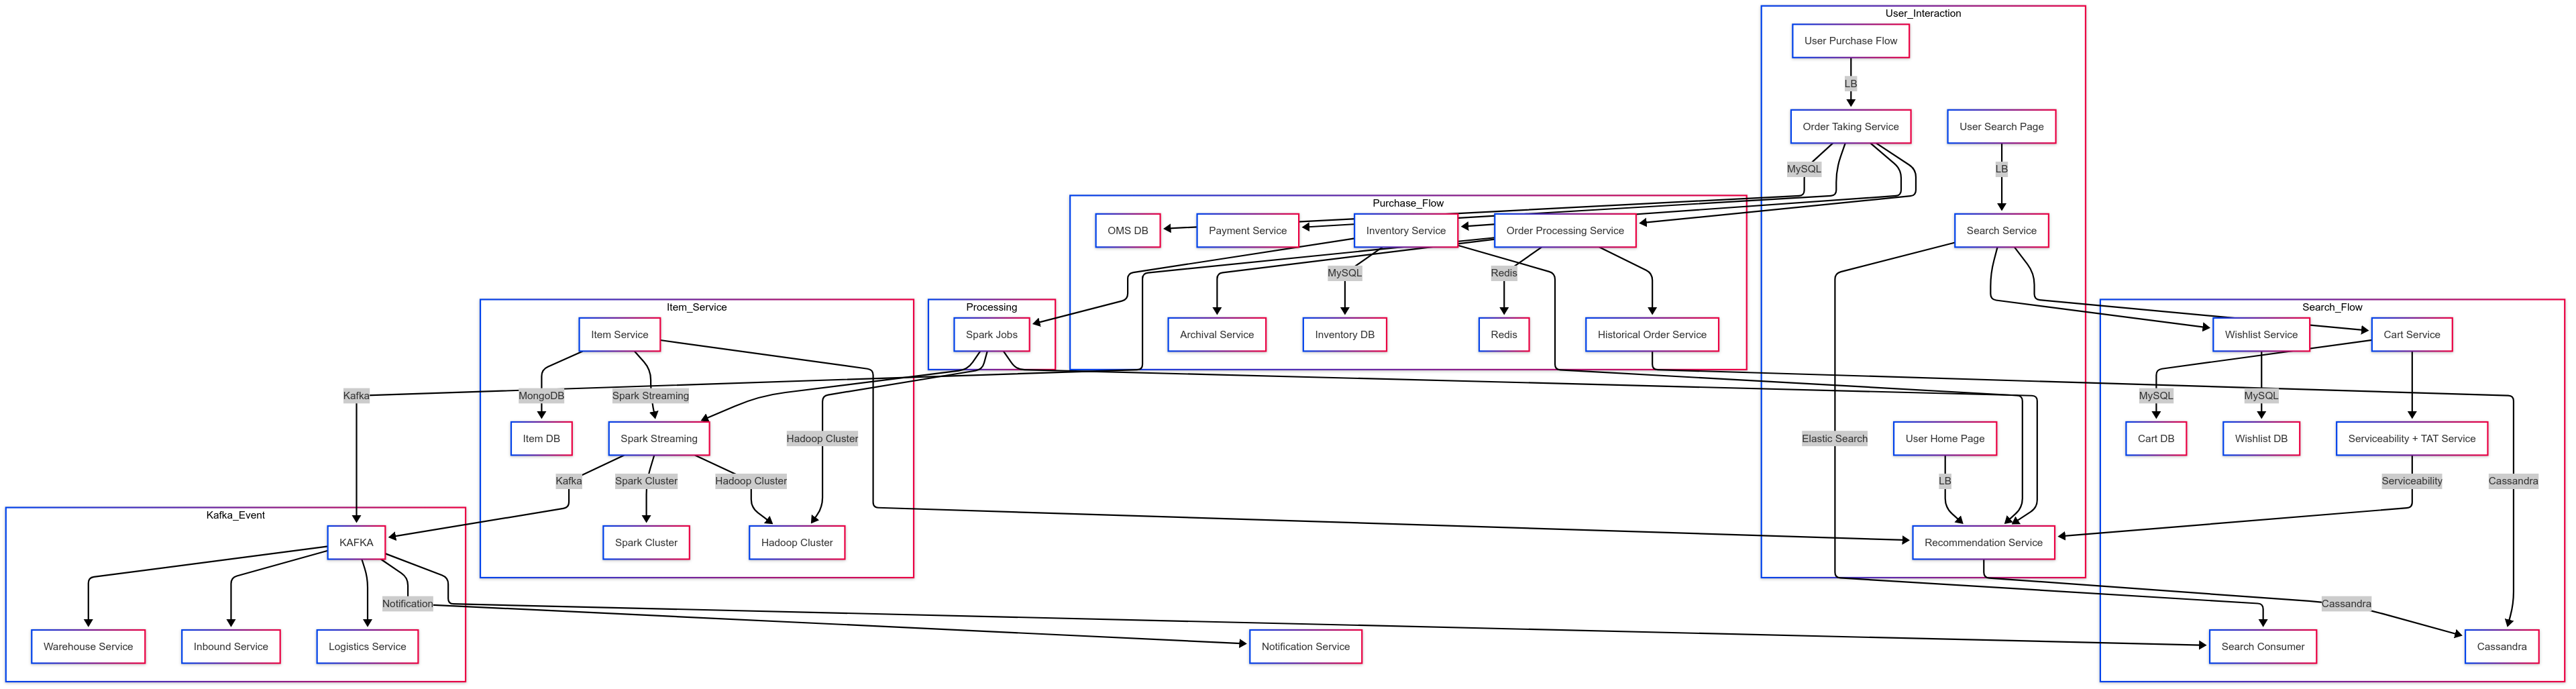 User_Interaction
User Purchase Flow
LB
Order Taking Service
User Search Page
MySQL
LB
Purchase_Flow
OMS DB
Payment Service
Inventory Service
Order Processing Service
Search Service
MySQL
Redis
Item_Service
Processing
Search_Flow
Item Service
Spark Jobs
Archival Service
Inventory DB
Redis
Historical Order Service
Wishlist Service
Cart Service
Kafka
MongoDB
Spark Streaming
MySQL
MySQL
Item DB
Spark Streaming
Hadoop Cluster
Elastic Search
User Home Page
Cart DB
Wishlist DB
Serviceability + TAT Service
Kafka
Spark Cluster
Hadoop Cluster
LB
Serviceability
Cassandra
Kafka_Event
KAFKA
Spark Cluster
Hadoop Cluster
Recommendation Service
Notification
Cassandra
Warehouse Service
Inbound Service
Logistics Service
Notification Service
Search Consumer
Cassandra